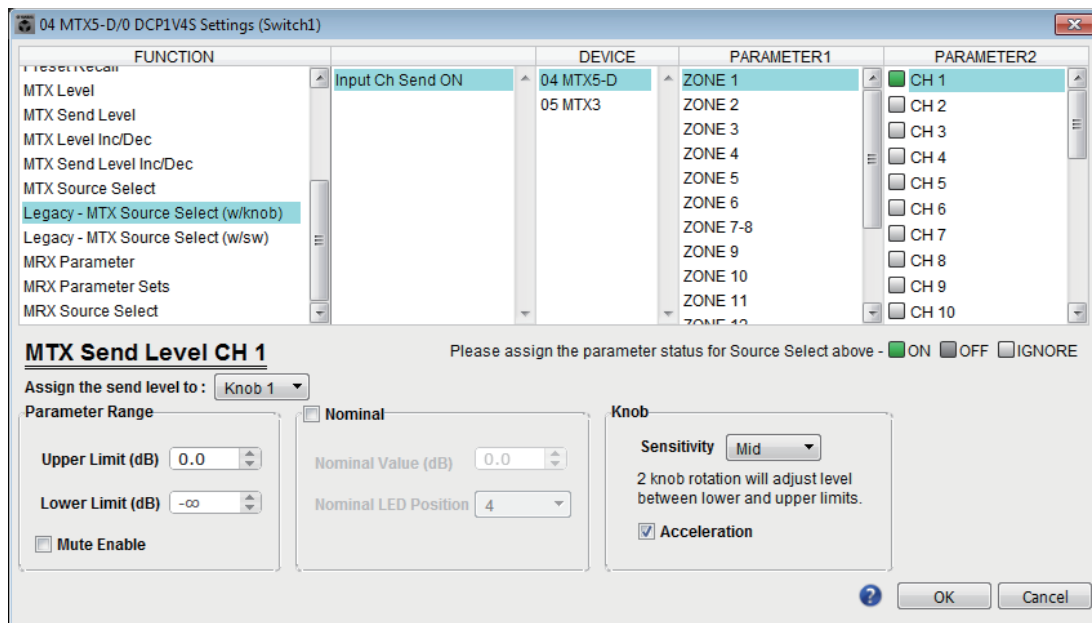 04 MTX5-D/0 DCP1V4S Settings (Switch1)
FUNCTION
DEVICE
PARAMETER1
PARAMETER2
Preset Recall
MTX Level
MTX Send Level
MTX Level Inc/Dec
MTX Send Level Inc/Dec
MTX Source Select
Legacy - MTX Source Select (w/knob)
Legacy - MTX Source Select (w/sw)
MRX Parameter
MRX Parameter Sets
MRX Source Select
Input Ch Send ON
04 MTX5-D
05 MTX3
ZONE 1
ZONE 2
ZONE 3
ZONE 4
ZONE 5
ZONE 6
ZONE 7-8
ZONE 9
ZONE 10
ZONE 11
ZONE 12
CH 1
CH 2
CH 3
CH 4
CH 5
CH 6
CH 7
CH 8
CH 9
CH 10
MTX Send Level CH 1
Please assign the parameter status for Source Select above - ON OFF IGNORE
Assign the send level to : Knob 1
Parameter Range
Upper Limit (dB) 0.0
Lower Limit (dB) -∞
Mute Enable
Nominal
Nominal Value (dB) 0.0
Nominal LED Position 4
Knob
Sensitivity Mid
2 knob rotation will adjust level
between lower and upper limits.
Acceleration
? OK Cancel